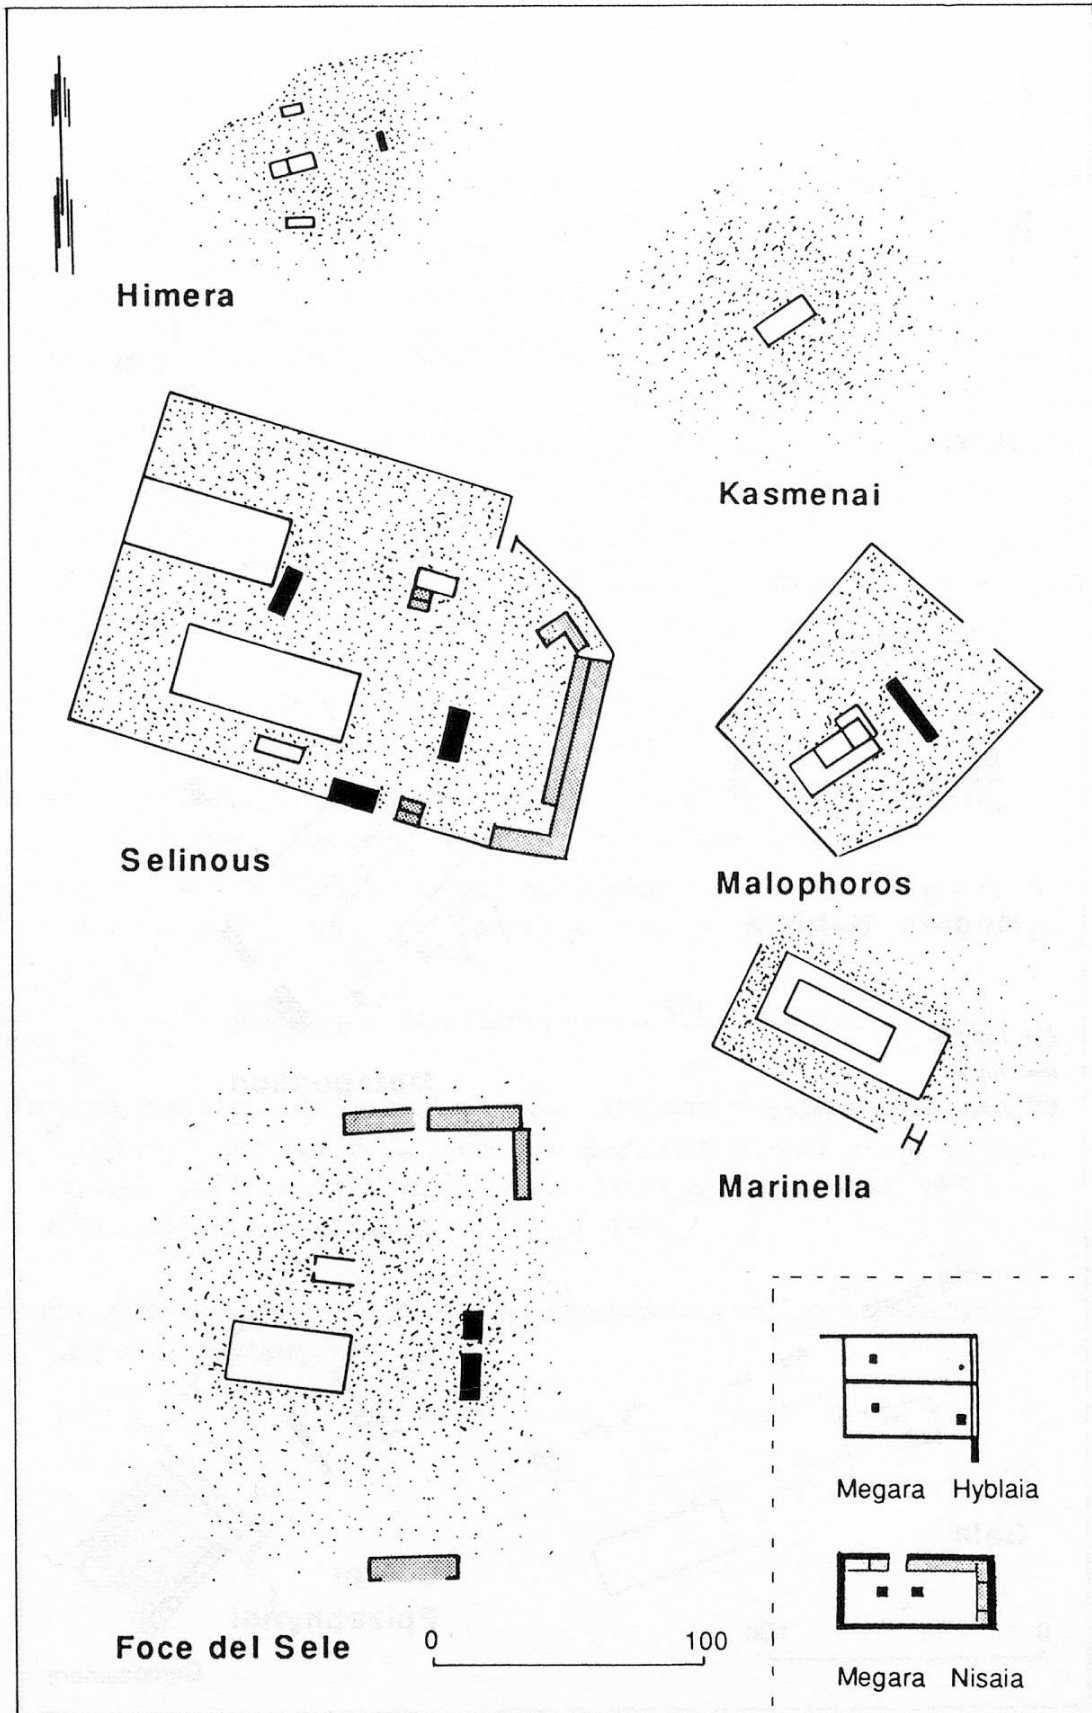 Himera
Kasmenai
Selinous
Malophoros
Marinella
Megara Hyblaia
Foce del Sele
0 100
Megara Nisaia